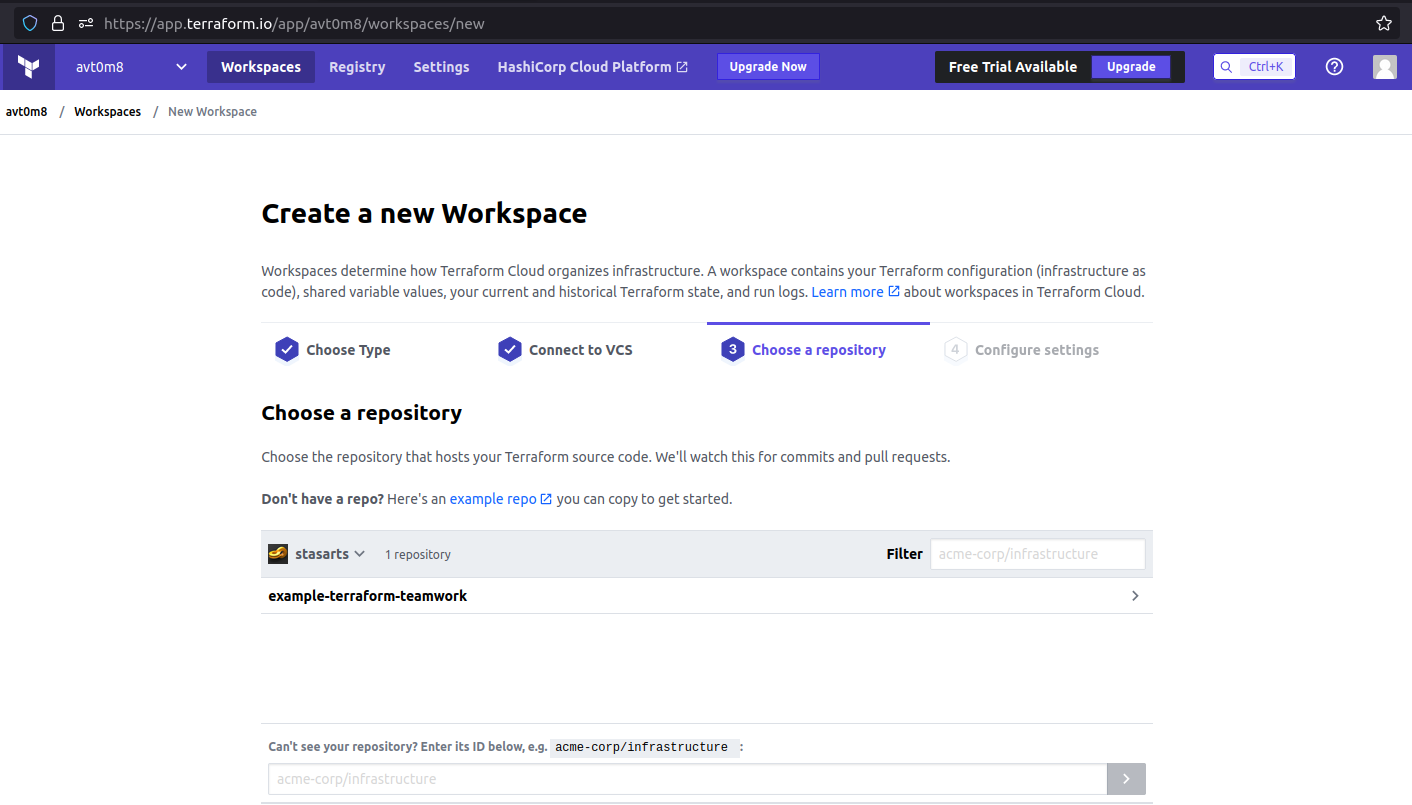 https://app.terraform.io/app/avt0m8/workspaces/new
avt0m8 Workspaces Registry Settings HashiCorp Cloud Platform Upgrade Now Free Trial Available Upgrade Ctrl+K
avt0m8 / Workspaces / New Workspace
Create a new Workspace
Workspaces determine how Terraform Cloud organizes infrastructure. A workspace contains your Terraform configuration (infrastructure as
code), shared variable values, your current and historical Terraform state, and run logs. Learn more about workspaces in Terraform Cloud.
Choose Type Connect to VCS 3 Choose a repository 4 Configure settings
Choose a repository
Choose the repository that hosts your Terraform source code. We'll watch this for commits and pull requests.
Don't have a repo? Here's an example repo you can copy to get started.
stasarts 1 repository Filter acme-corp/infrastructure
example-terraform-teamwork
Can't see your repository? Enter its ID below, e.g. acme-corp/infrastructure :
acme-corp/infrastructure